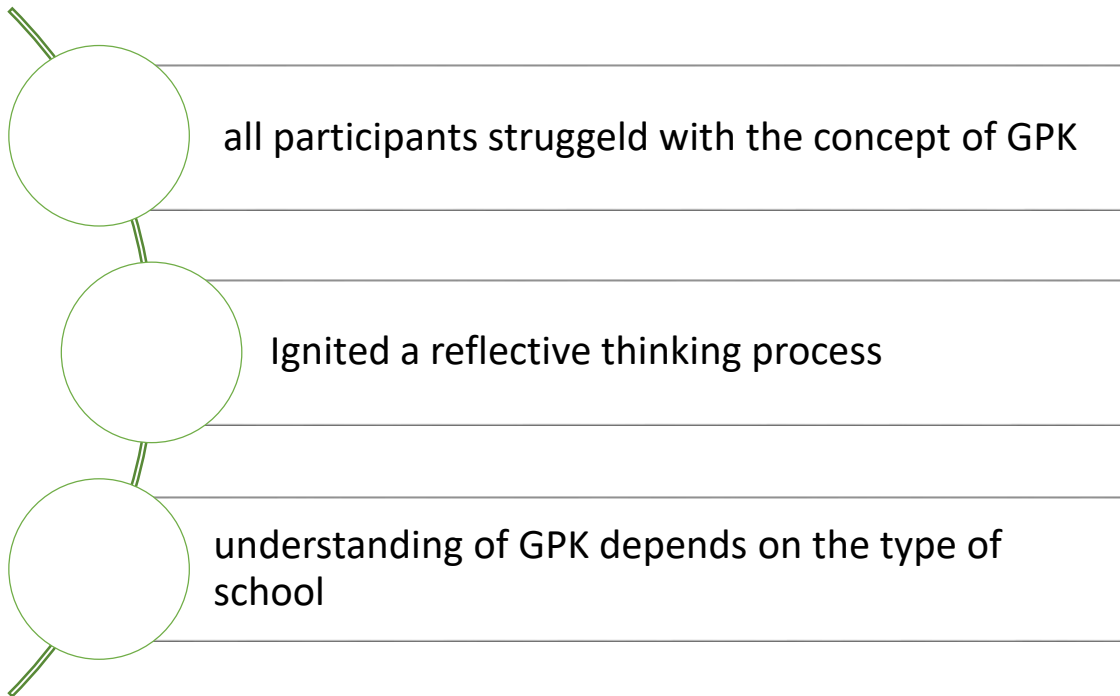 all participants struggeld with the concept of GPK
Ignited a reflective thinking process
understanding of GPK depends on the type of
school